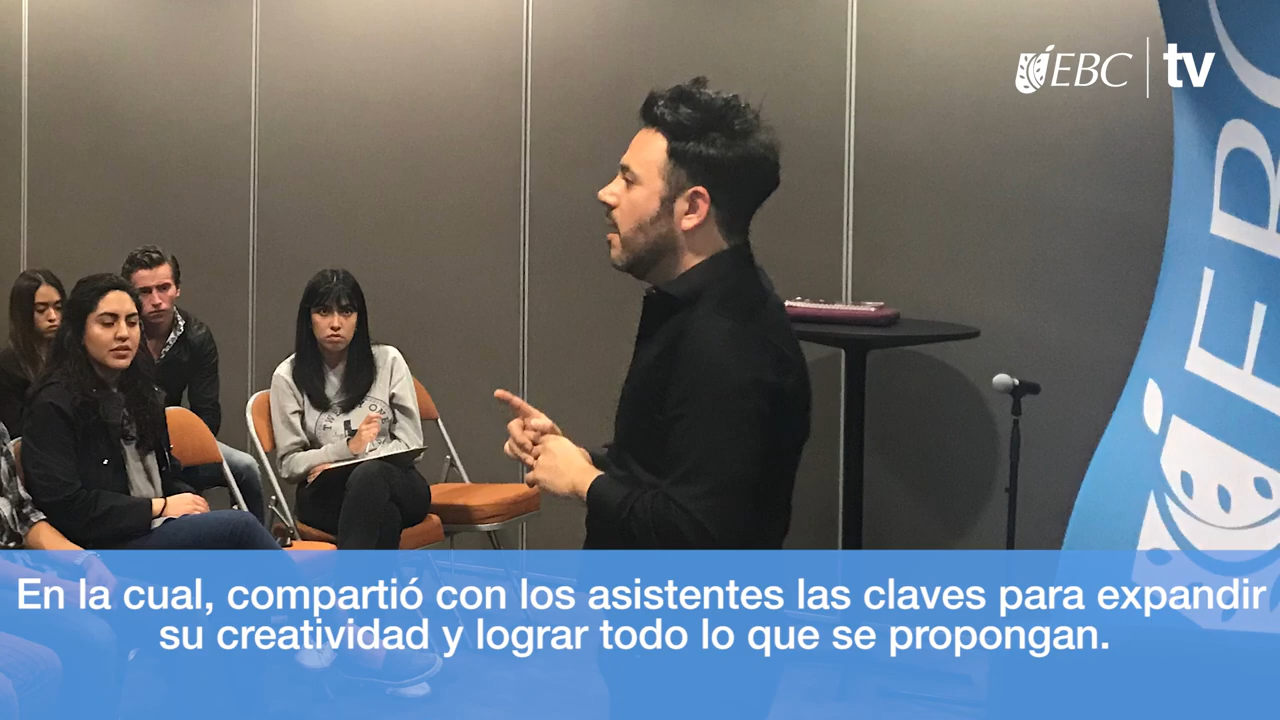 EBC tv
EBC
En la cual, compartió con los asistentes las claves para expandir
su creatividad y lograr todo lo que se propongan.